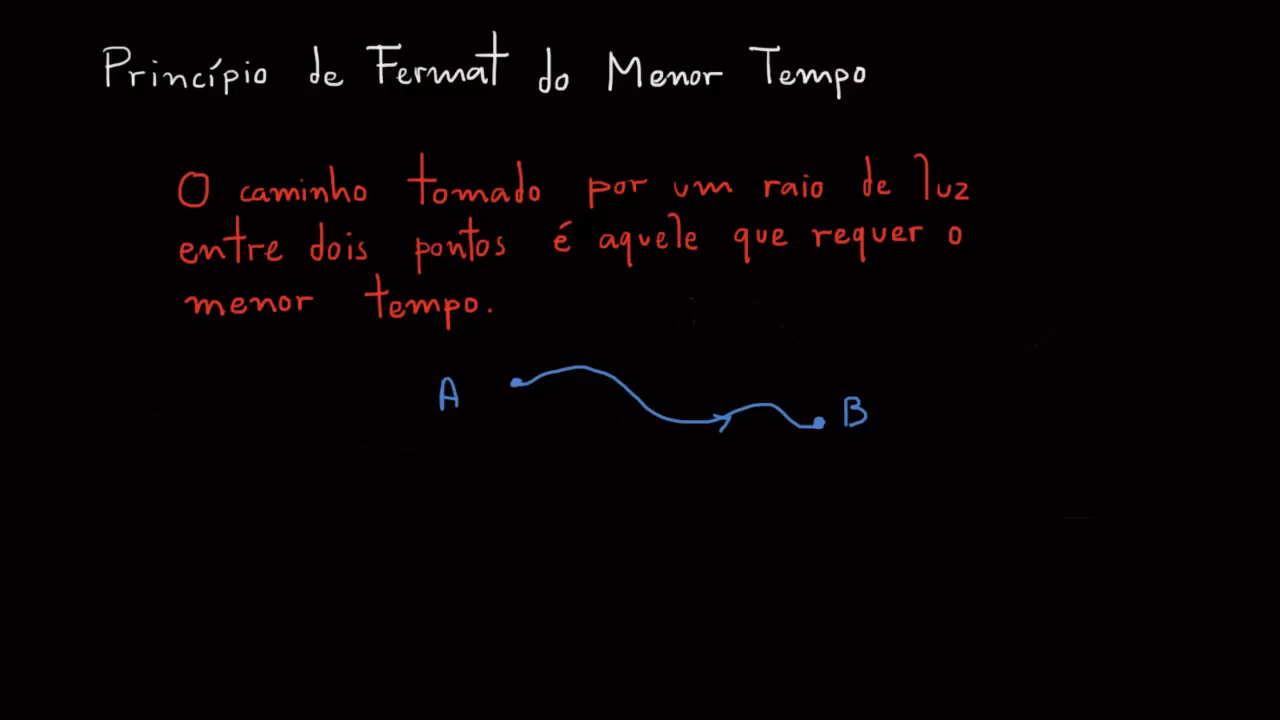 Princípio de Fermat do Menor Tempo
O caminho tomado por um raio de luz
entre dois pontos é aquele que requer o
menor tempo.
A B